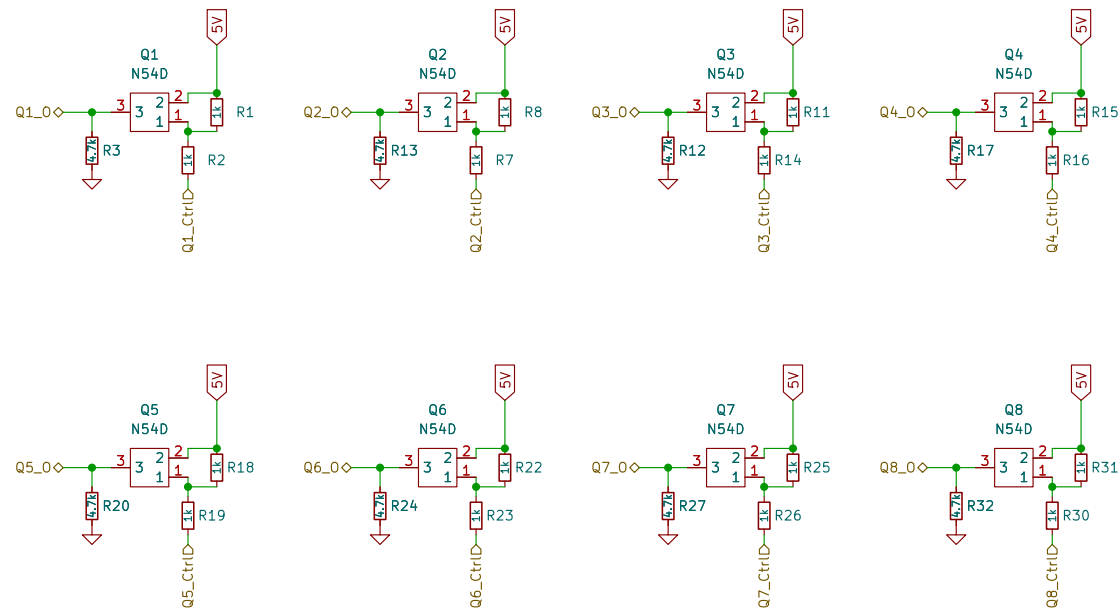 5V 5V 5V 5V
Q1 Q2 Q3 Q4
N54D N54D N54D N54D
Q1_O 3 3 2 1 2 1 1k R1 Q2_O 3 3 2 1 2 1 1k R8 Q3_O 3 3 2 1 2 1 1k R11 Q4_O 3 3 2 1 2 1 1k R15
4.7k R3 1k R2 4.7k R13 1k R7 4.7k R12 1k R14 4.7k R17 1k R16
Q1_Ctrl Q2_Ctrl Q3_Ctrl Q4_Ctrl
5V 5V 5V 5V
Q5 Q6 Q7 Q8
N54D N54D N54D N54D
Q5_O 3 3 2 1 2 1 1k R18 Q6_O 3 3 2 1 2 1 1k R22 Q7_O 3 3 2 1 2 1 1k R25 Q8_O 3 3 2 1 2 1 1k R31
4.7k R20 1k R19 4.7k R24 1k R23 4.7k R27 1k R26 4.7k R32 1k R30
Q5_Ctrl Q6_Ctrl Q7_Ctrl Q8_Ctrl